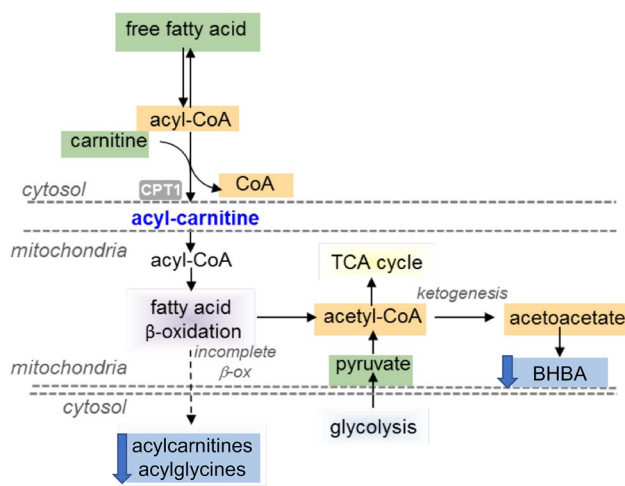 free fatty acid
acyl-CoA
carnitine
CPT1
CoA
cytosol
acyl-carnitine
mitochondria
acyl-CoA
TCA cycle
ketogenesis
fatty acid
β-oxidation
acetyl-CoA
acetoacetate
incomplete
β-ox
mitochondria
pyruvate
BHBA
cytosol
glycolysis
acylcarnitines
acylglycines